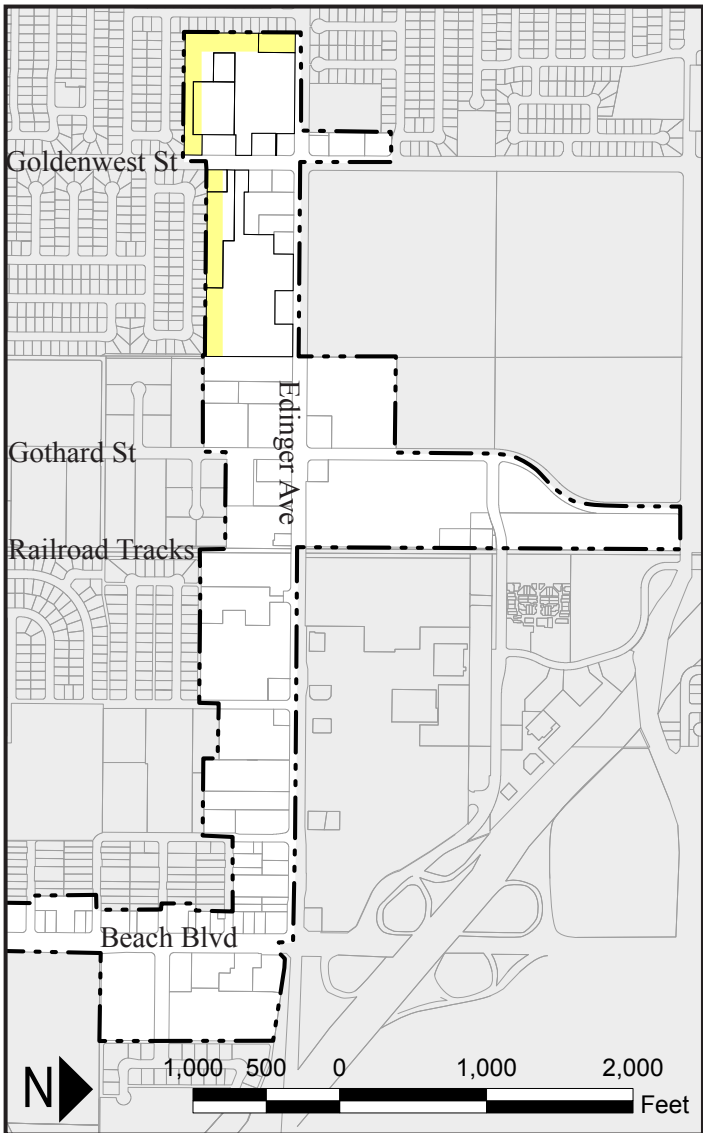 Goldenwest St
Edinger Ave
Gothard St
Railroad Tracks
Beach Blvd
N
1,000 500 0 1,000 2,000
Feet